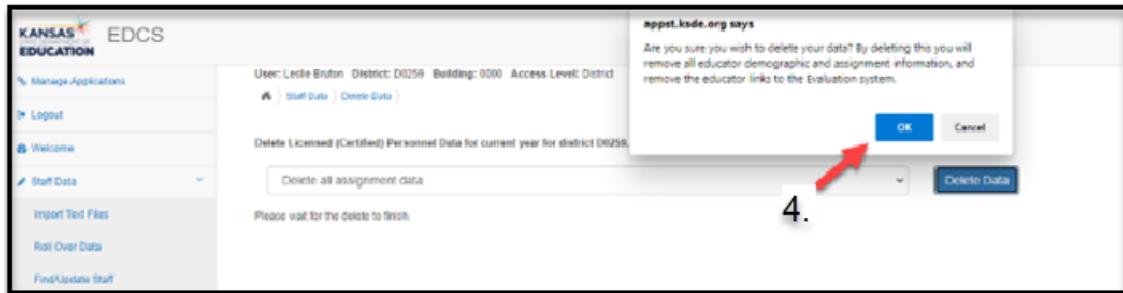 KANSAS
EDUCATION
EDCS
Manage Applications
Logout
Welcome
Staff Data
Import Text Files
Roll Over Data
Find/Update Staff
User: Leslie Bruton District: D0259 Building: 0000 Access Level: District
Staff Data Delete Data
Delete Licensed (Certified) Personnel Data for current year for district D0259.
Delete all assignment data
Delete Data
Please wait for the delete to finish.
appst.ksde.org says
Are you sure you wish to delete your data? By deleting this you will
remove all educator demographic and assignment information, and
remove the educator links to the Evaluation system.
OK
Cancel
4.